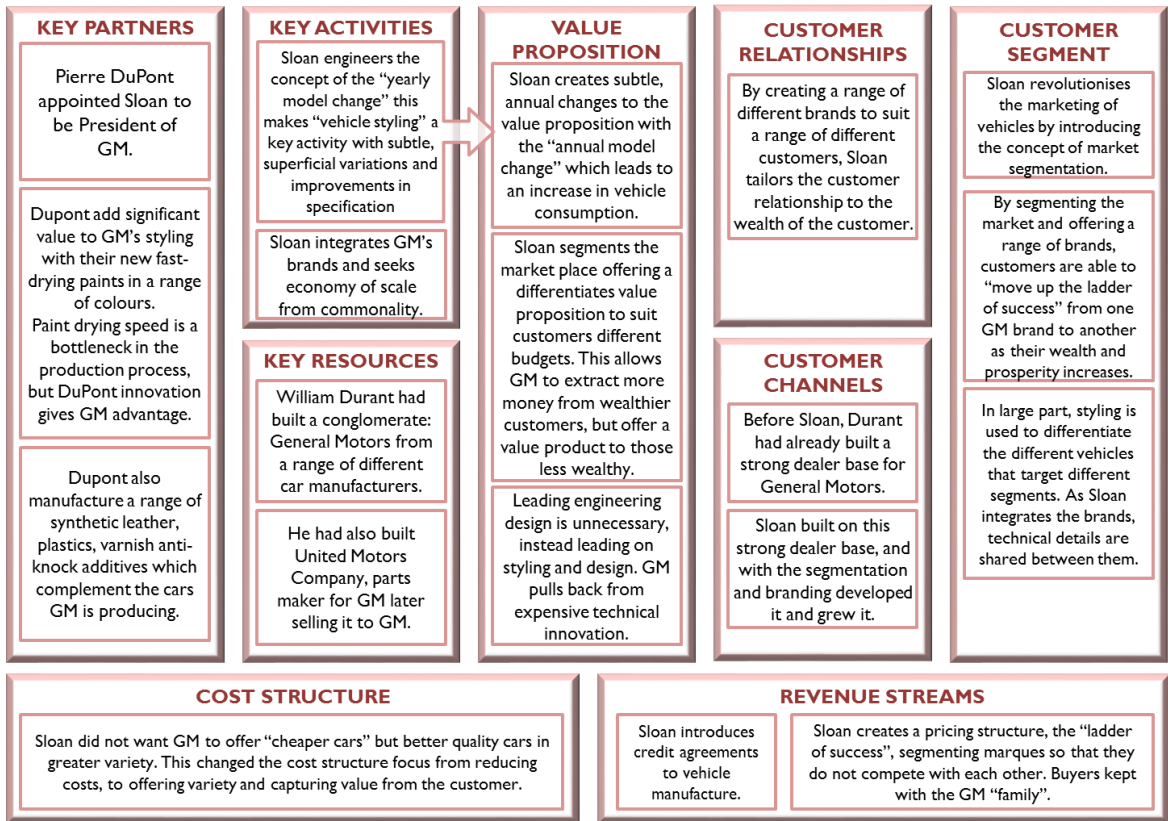 KEY PARTNERS
Pierre DuPont
appointed Sloan to
be President of
GM.
Dupont add significant
value to GM's styling
with their new fast-
drying paints in a range
of colours.
Paint drying speed is a
bottleneck in the
production process,
but DuPont innovation
gives GM advantage.
Dupont also
manufacture a range of
synthetic leather,
plastics, varnish anti-
knock additives which
complement the cars
GM is producing.
KEY ACTIVITIES
Sloan engineers the
concept of the “yearly
model change” this
makes “vehicle styling” a
key activity with subtle,
superficial variations and
improvements in
specification
Sloan integrates GM's
brands and seeks
economy of scale
from commonality.
KEY RESOURCES
William Durant had
built a conglomerate:
General Motors from
a range of different
car manufacturers.
He had also built
United Motors
Company, parts
maker for GM later
selling it to GM.
VALUE
PROPOSITION
Sloan creates subtle,
annual changes to the
value proposition with
the “annual model
change” which leads to
an increase in vehicle
consumption.
Sloan segments the
market place offering a
differentiates value
proposition to suit
customers different
budgets. This allows
GM to extract more
money from wealthier
customers, but offer a
value product to those
less wealthy.
Leading engineering
design is unnecessary,
instead leading on
styling and design. GM
pulls back from
expensive technical
innovation.
CUSTOMER
RELATIONSHIPS
By creating a range of
different brands to suit
a range of different
customers, Sloan
tailors the customer
relationship to the
wealth of the customer.
CUSTOMER
CHANNELS
Before Sloan, Durant
had already built a
strong dealer base for
General Motors.
Sloan built on this
strong dealer base, and
with the segmentation
and branding developed
it and grew it.
CUSTOMER
SEGMENT
Sloan revolutionises
the marketing of
vehicles by introducing
the concept of market
segmentation.
By segmenting the
market and offering a
range of brands,
customers are able to
“move up the ladder
of success” from one
GM brand to another
as their wealth and
prosperity increases.
In large part, styling is
used to differentiate
the different vehicles
that target different
segments. As Sloan
integrates the brands,
technical details are
shared between them.
COST STRUCTURE
Sloan did not want GM to offer “cheaper cars” but better quality cars in
greater variety. This changed the cost structure focus from reducing
costs, to offering variety and capturing value from the customer.
REVENUE STREAMS
Sloan introduces
credit agreements
to vehicle
manufacture.
Sloan creates a pricing structure, the “ladder
of success”, segmenting marques so that they
do not compete with each other. Buyers kept
with the GM “family”.